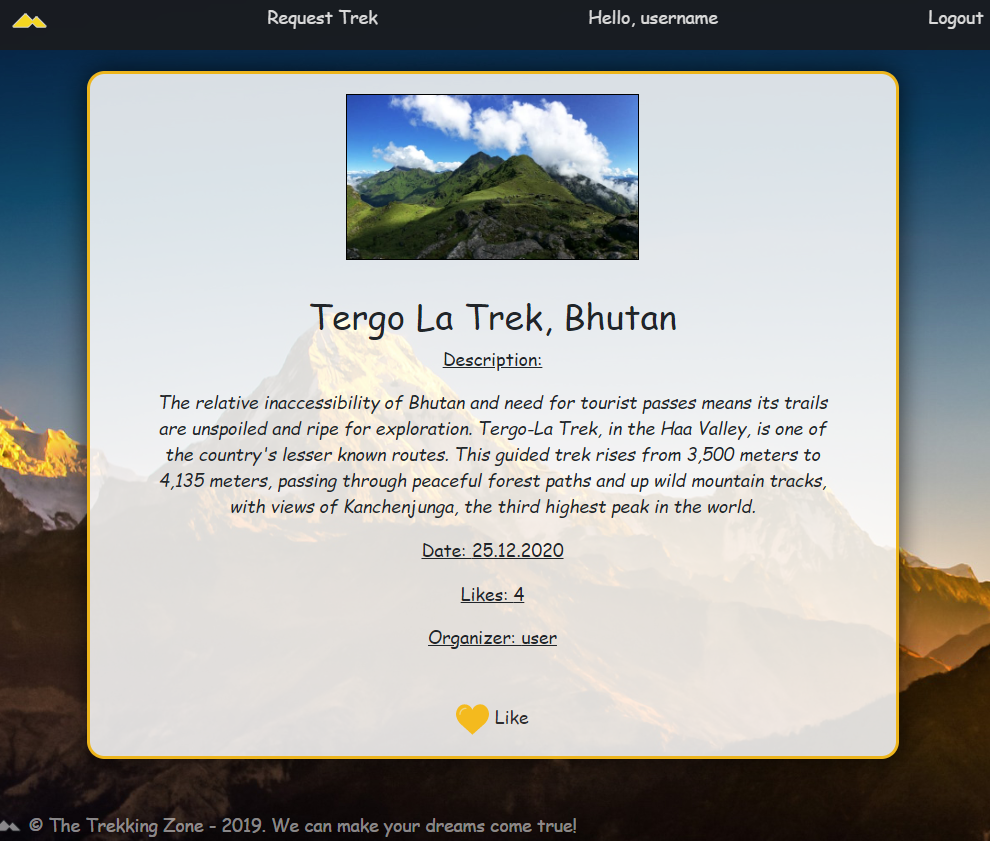 Request Trek
Hello, username
Logout
Tergo La Trek, Bhutan
Description:
The relative inaccessibility of Bhutan and need for tourist passes means its trails
are unspoiled and ripe for exploration. Tergo-La Trek, in the Haa Valley, is one of
the country's lesser known routes. This guided trek rises from 3,500 meters to
4,135 meters, passing through peaceful forest paths and up wild mountain tracks,
with views of Kanchenjunga, the third highest peak in the world.
Date: 25.12.2020
Likes: 4
Organizer: user
Like
© The Trekking Zone - 2019. We can make your dreams come true!